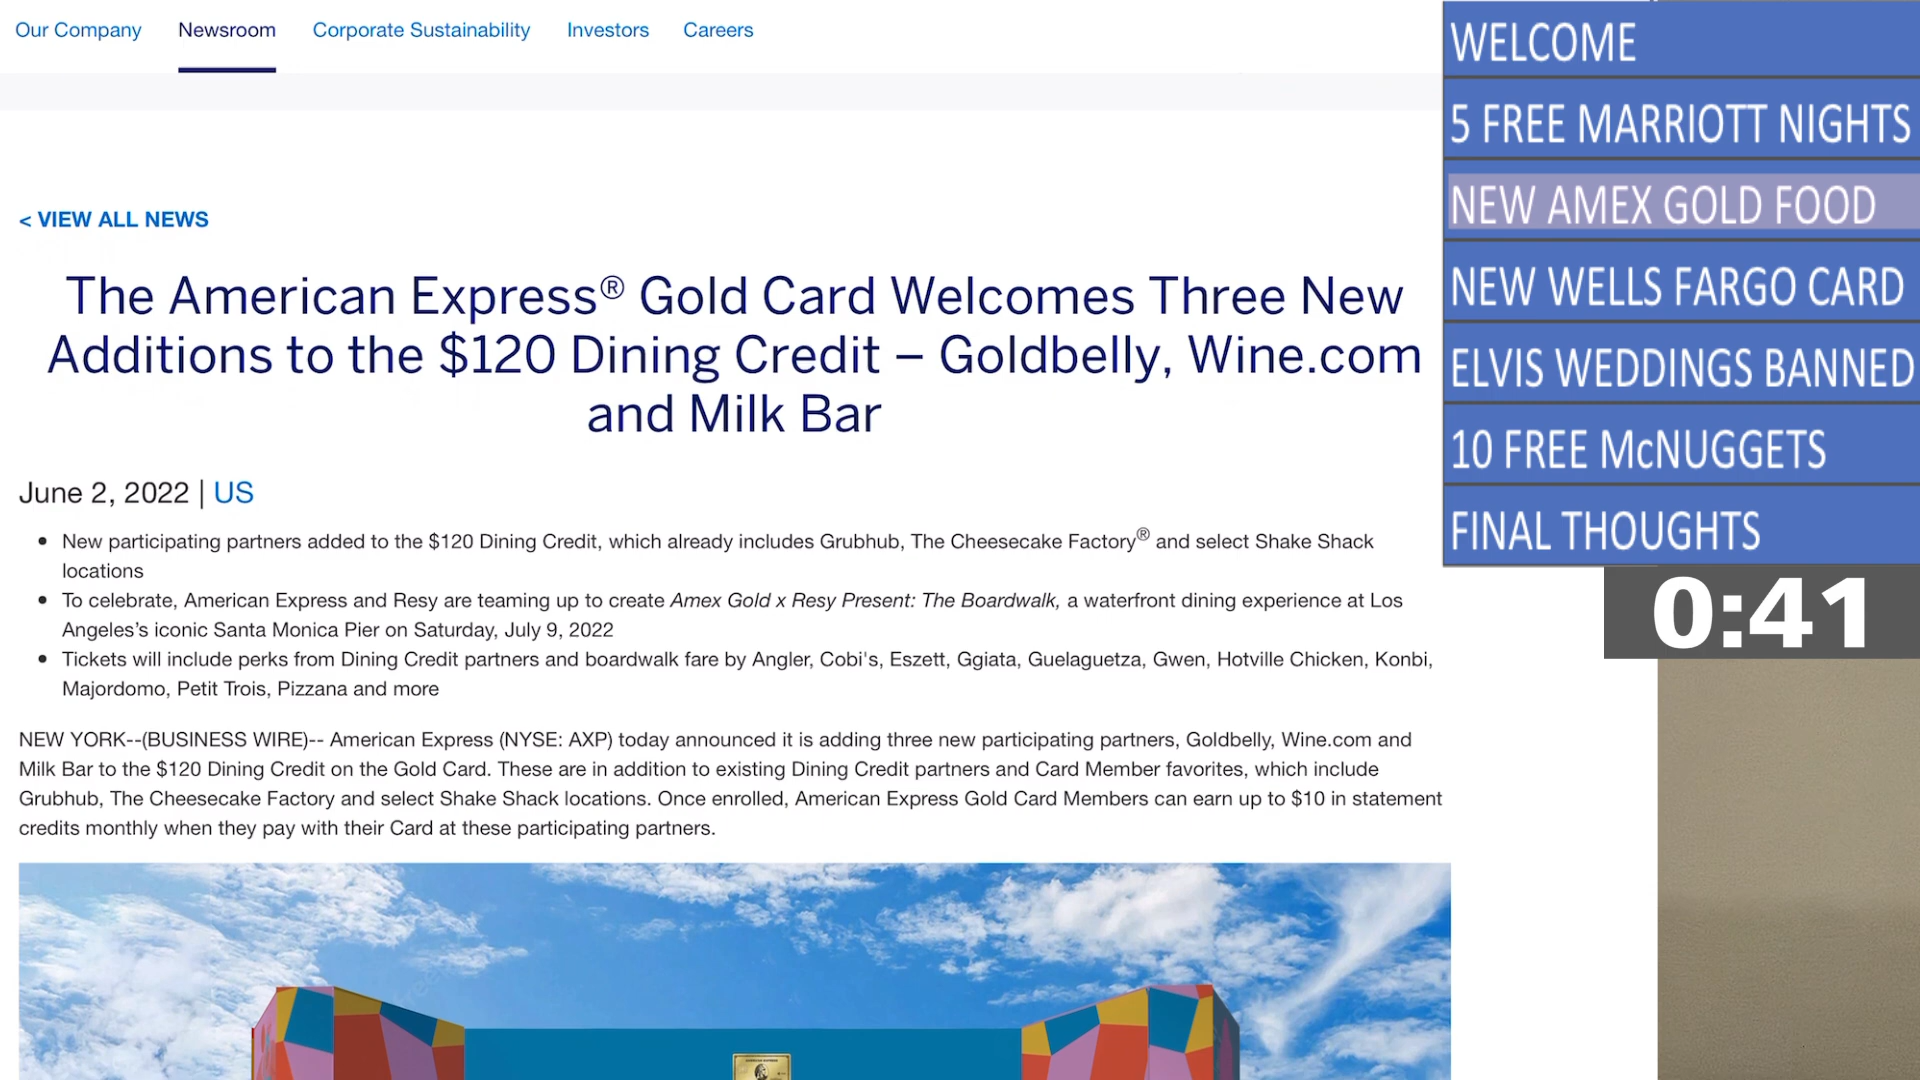 Our Company Newsroom Corporate Sustainability Investors Careers
< VIEW ALL NEWS
The American Express® Gold Card Welcomes Three New
Additions to the $120 Dining Credit – Goldbelly, Wine.com
and Milk Bar
June 2, 2022 | US
• New participating partners added to the $120 Dining Credit, which already includes Grubhub, The Cheesecake Factory® and select Shake Shack
locations
• To celebrate, American Express and Resy are teaming up to create Amex Gold x Resy Present: The Boardwalk, a waterfront dining experience at Los
Angeles’s iconic Santa Monica Pier on Saturday, July 9, 2022
• Tickets will include perks from Dining Credit partners and boardwalk fare by Angler, Cobi's, Eszett, Ggiata, Guelaguetza, Gwen, Hotville Chicken, Konbi,
Majordomo, Petit Trois, Pizzana and more
NEW YORK--(BUSINESS WIRE)-- American Express (NYSE: AXP) today announced it is adding three new participating partners, Goldbelly, Wine.com and
Milk Bar to the $120 Dining Credit on the Gold Card. These are in addition to existing Dining Credit partners and Card Member favorites, which include
Grubhub, The Cheesecake Factory and select Shake Shack locations. Once enrolled, American Express Gold Card Members can earn up to $10 in statement
credits monthly when they pay with their Card at these participating partners.
WELCOME
5 FREE MARRIOTT NIGHTS
NEW AMEX GOLD FOOD
NEW WELLS FARGO CARD
ELVIS WEDDINGS BANNED
10 FREE McNUGGETS
FINAL THOUGHTS
0:41